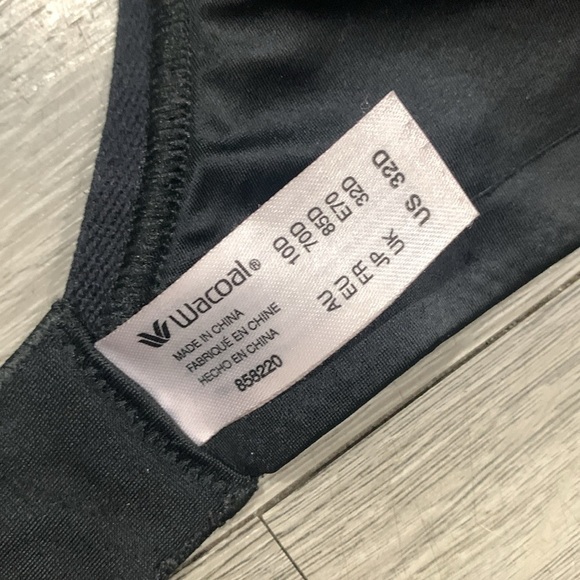 Wacoal®
MADE IN CHINA
FABRIQUÉ EN CHINE
HECHO EN CHINA
858220
AU 10D
EU 70D
FR 85D
JP E70
UK 32D
US 32D